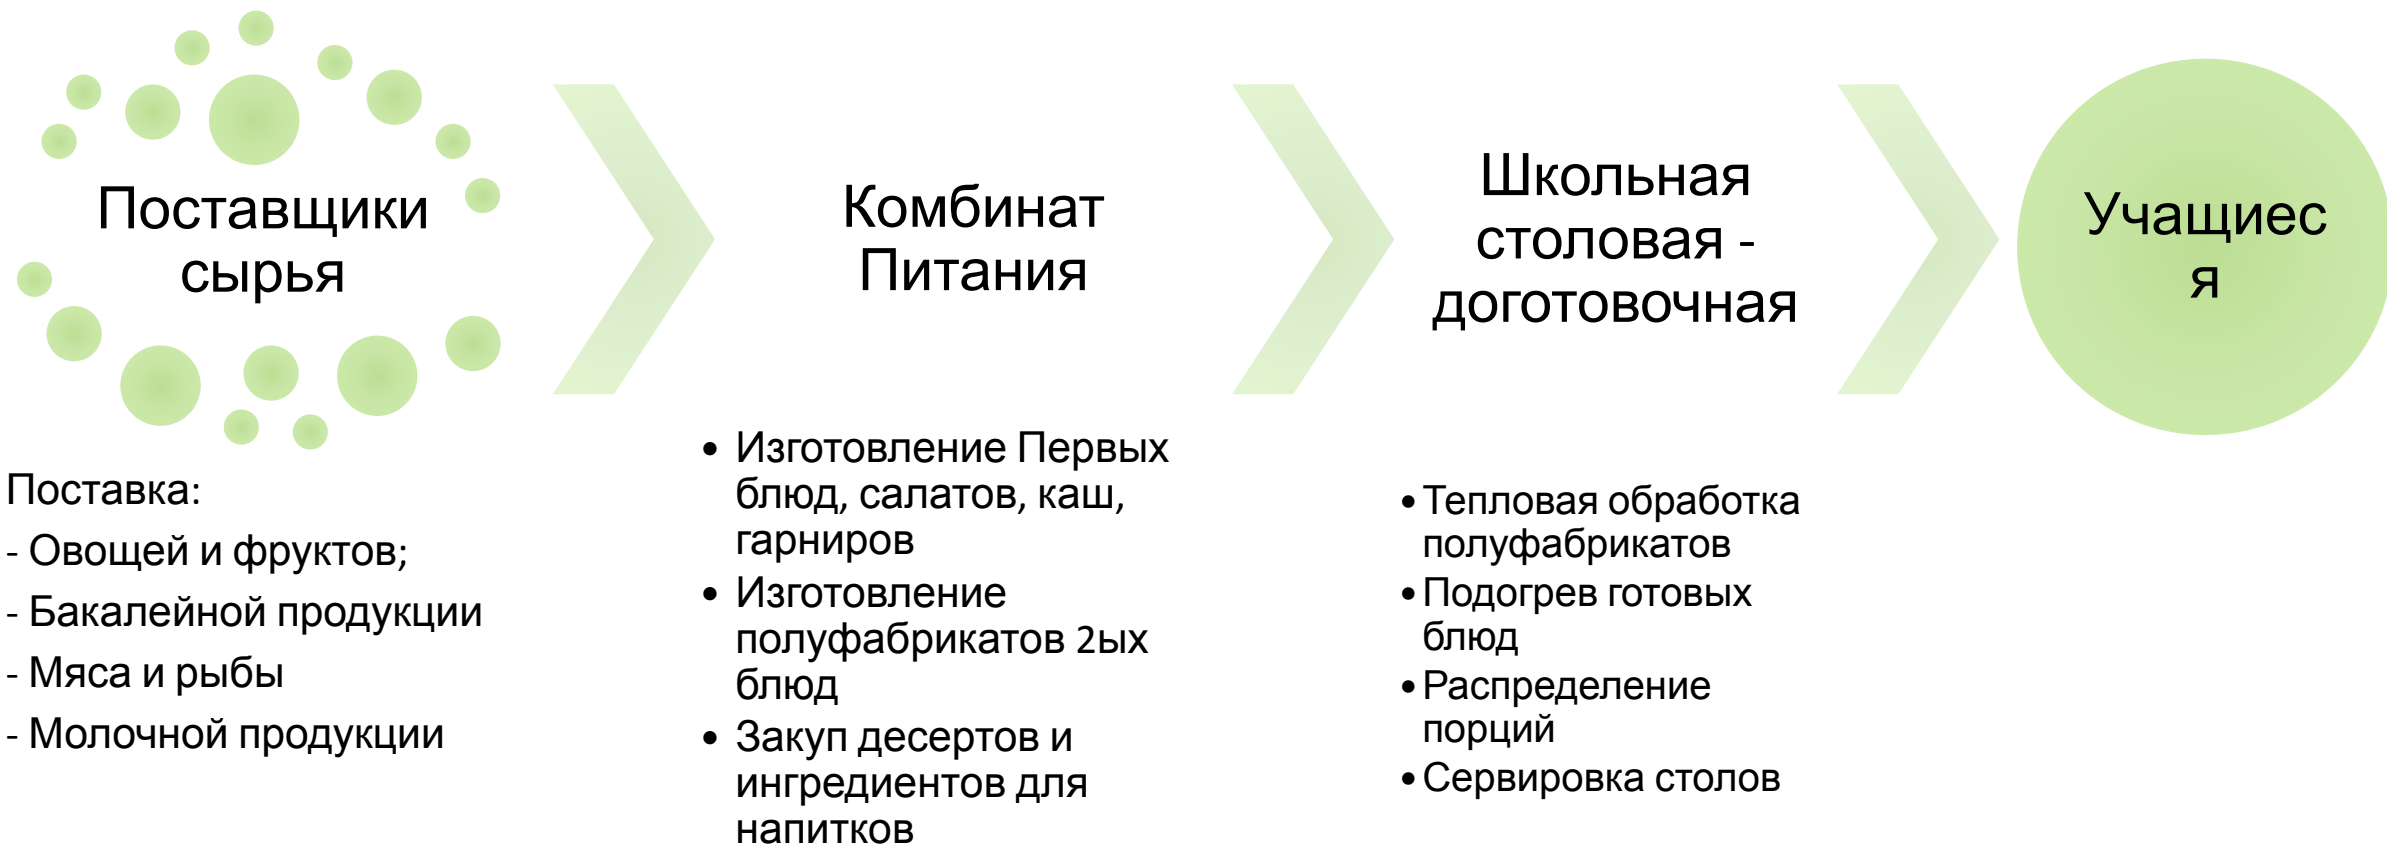 Поставщики
сырья
Поставка:
- Овощей и фруктов;
- Бакалейной продукции
- Мяса и рыбы
- Молочной продукции
Комбинат
Питания
• Изготовление Первых
блюд, салатов, каш,
гарниров
• Изготовление
полуфабрикатов 2ых
блюд
• Закуп десертов и
ингредиентов для
напитков
Школьная
столовая -
доготовочная
• Тепловая обработка
полуфабрикатов
• Подогрев готовых
блюд
• Распределение
порций
• Сервировка столов
Учащиес
я